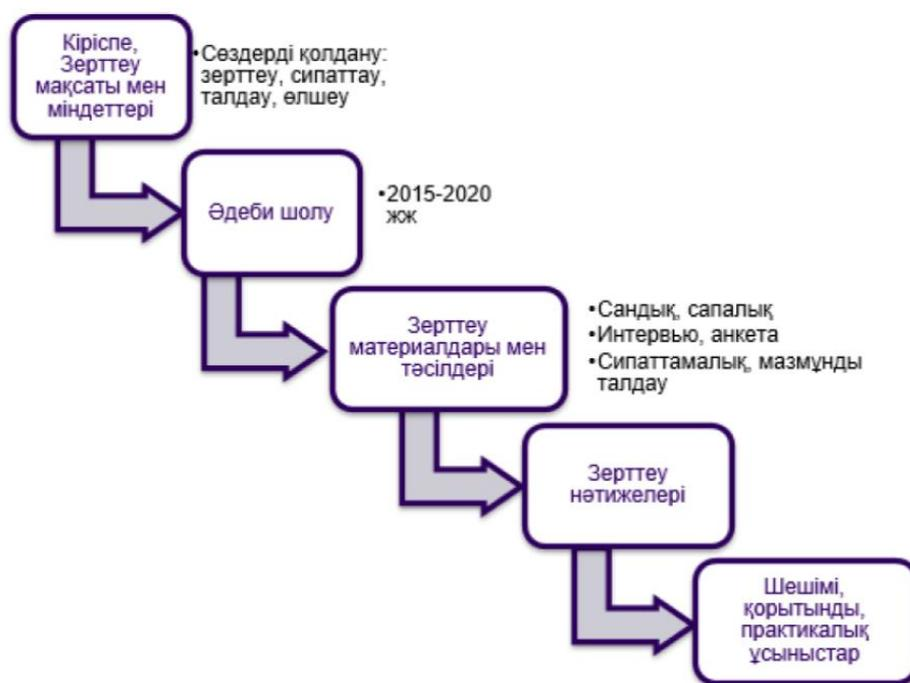 Кіріспе,
Зерттеу
мақсаты мен
міндеттері
•Сөздерді қолдану:
зерттеу, сипаттау,
талдау, өлшеу
Әдеби шолу
•2015-2020
жж
Зерттеу
материалдары мен
тәсілдері
•Сандық, сапалық
•Интервью, анкета
•Сипаттамалық, мазмұнды
талдау
Зерттеу
нәтижелері
Шешімі,
қорытынды,
практикалық
ұсыныстар